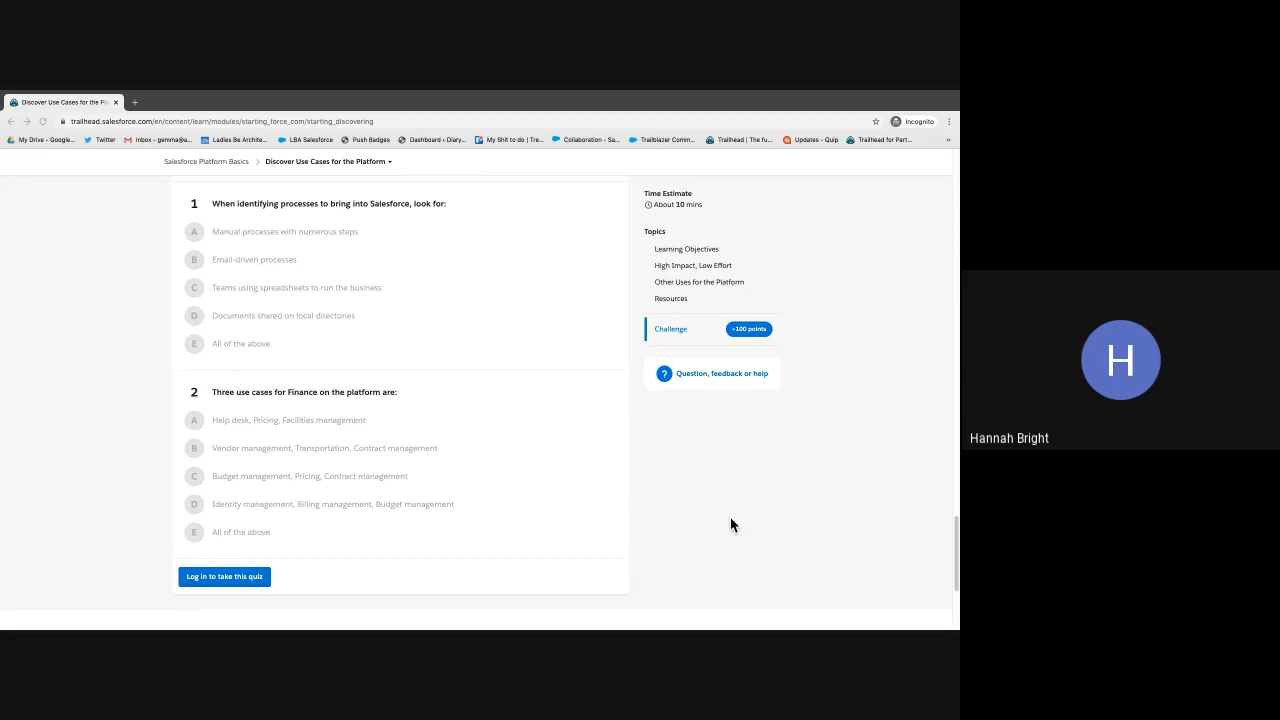 Discover Use Cases for the Pl
trailhead.salesforce.com/en/content/learn/modules/starting_force_com/starting_discovering
Incognito
My Drive - Google...
Twitter
Inbox - gemma@a...
Ladies Be Archite...
LBA Salesforce
Push Badges
Dashboard ‹ Diary...
My Shit to do | Tre...
Collaboration - Sa...
Trailblazer Comm...
Trailhead | The fu...
Updates - Quip
Trailhead for Part...
»
Salesforce Platform Basics > Discover Use Cases for the Platform
1 When identifying processes to bring into Salesforce, look for:
A Manual processes with numerous steps
B Email-driven processes
C Teams using spreadsheets to run the business
D Documents shared on local directories
E All of the above
2 Three use cases for Finance on the platform are:
A Help desk, Pricing, Facilities management
B Vendor management, Transportation, Contract management
C Budget management, Pricing, Contract management
D Identity management, Billing management, Budget management
E All of the above
Log in to take this quiz
Time Estimate
About 10 mins
Topics
Learning Objectives
High Impact, Low Effort
Other Uses for the Platform
Resources
Challenge +100 points
? Question, feedback or help
H
Hannah Bright